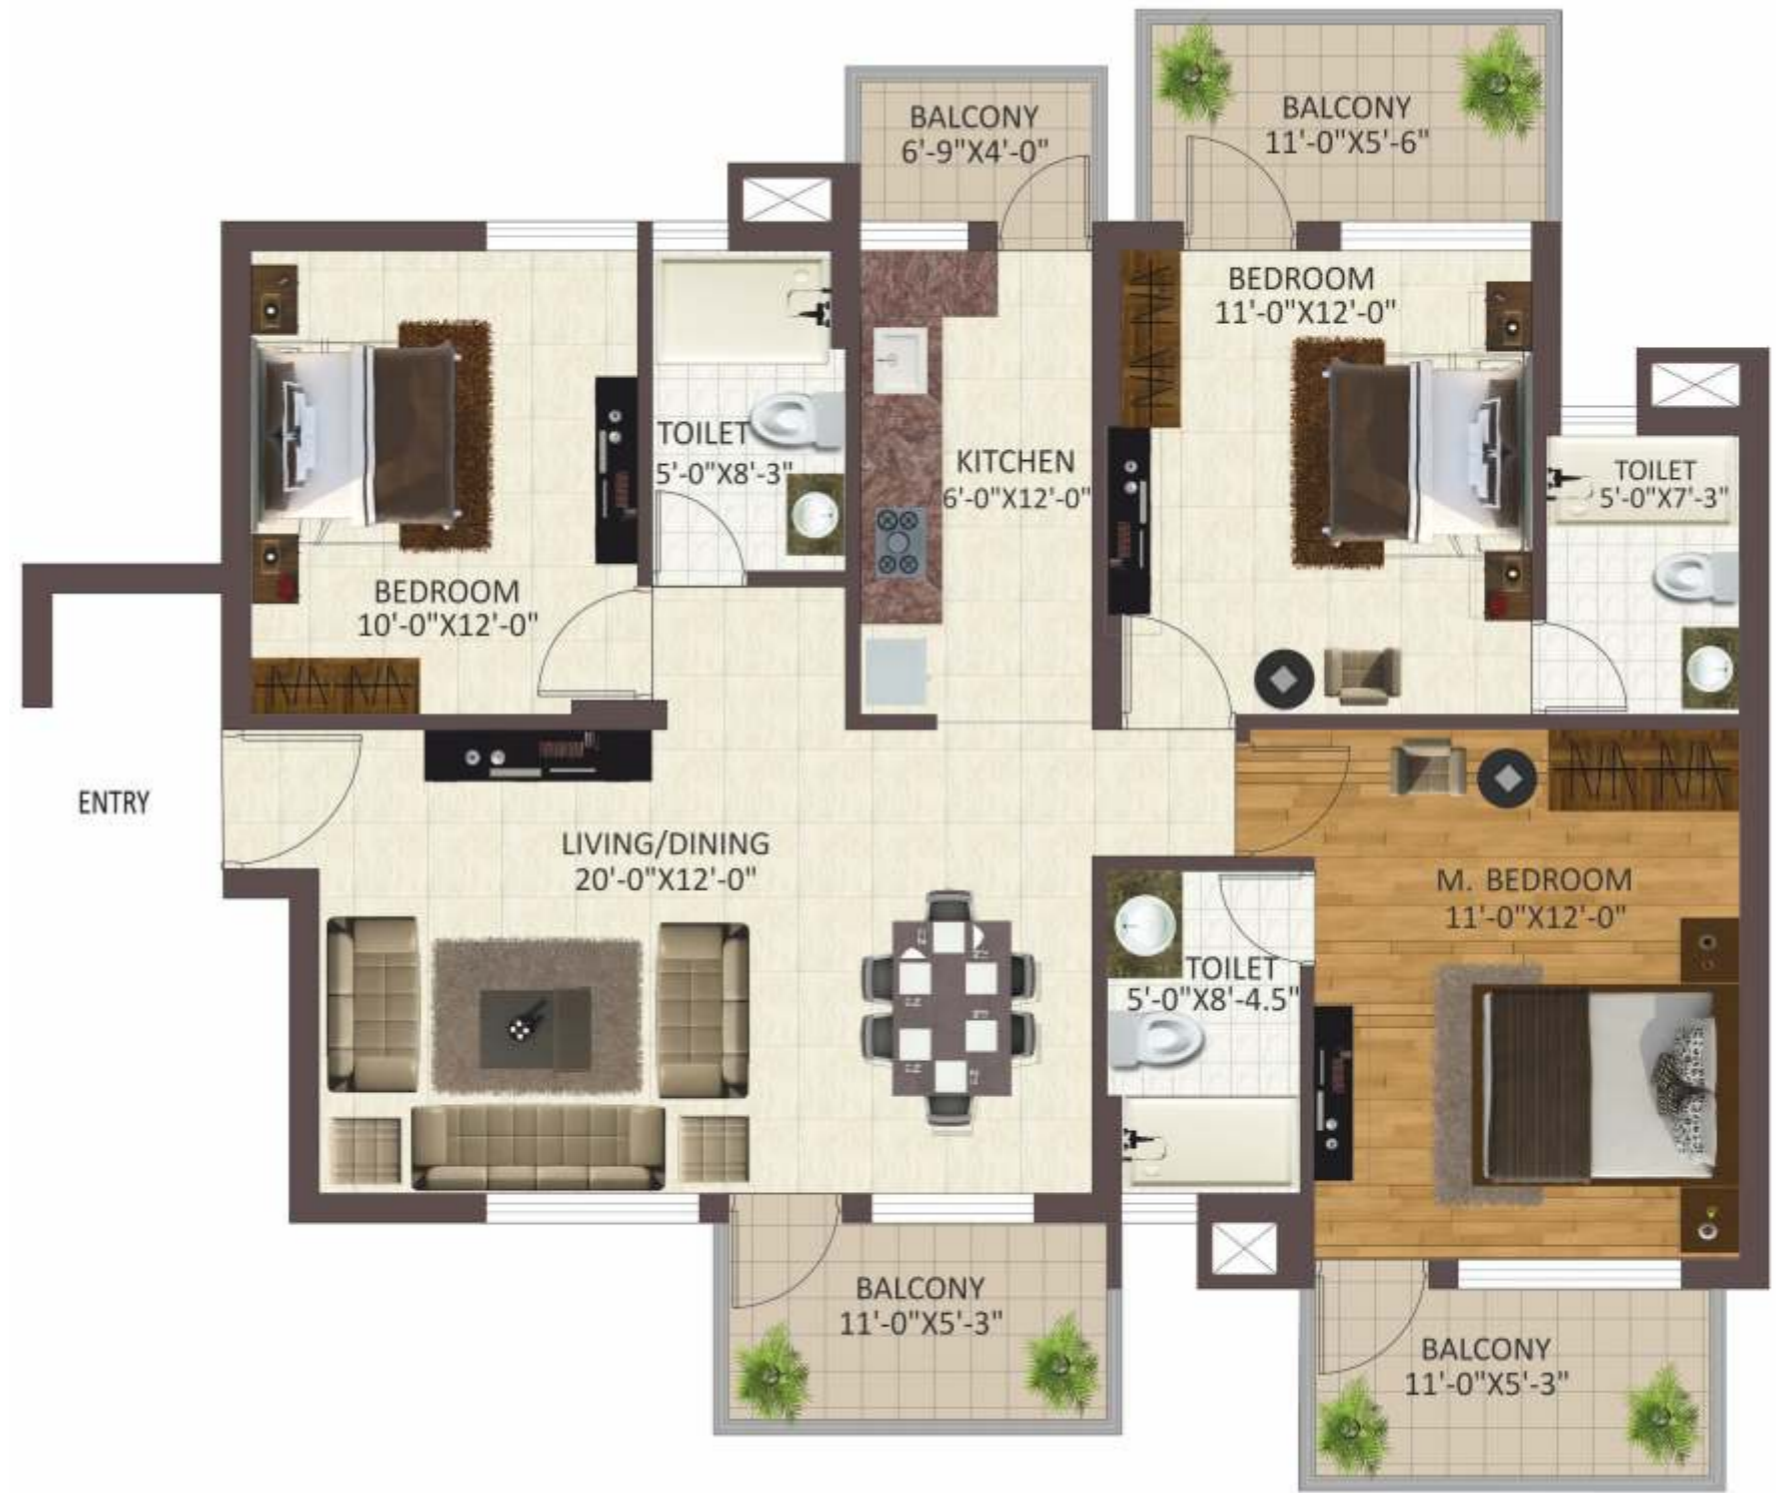 BALCONY
6'-9"X4'-0"
BALCONY
11'-0"X5'-6"
BEDROOM
11'-0"X12'-0"
TOILET
5'-0"X8'-3"
KITCHEN
6'-0"X12'-0"
TOILET
5'-0"X7'-3"
BEDROOM
10'-0"X12'-0"
ENTRY
LIVING/DINING
20'-0"X12'-0"
M. BEDROOM
11'-0"X12'-0"
TOILET
5'-0"X8'-4.5"
BALCONY
11'-0"X5'-3"
BALCONY
11'-0"X5'-3"